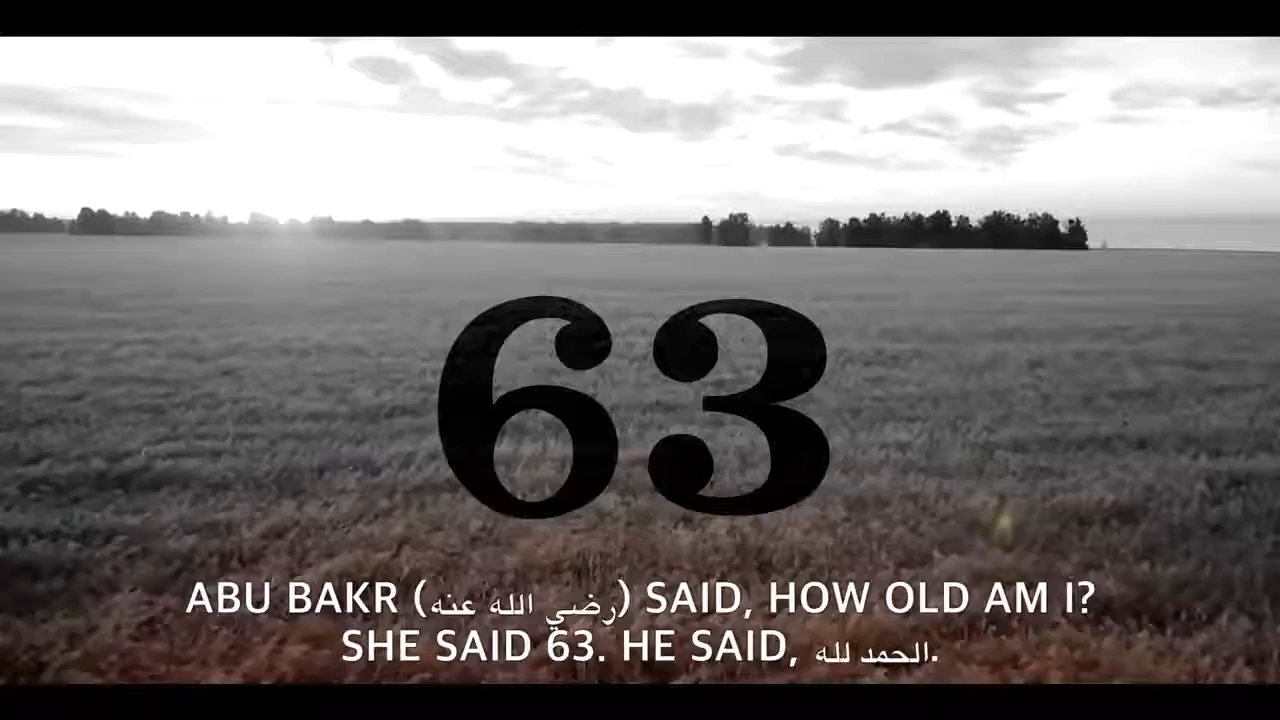 63
ABU BAKR (رضي الله عنه) SAID, HOW OLD AM I?
SHE SAID 63. HE SAID, الحمد لله.